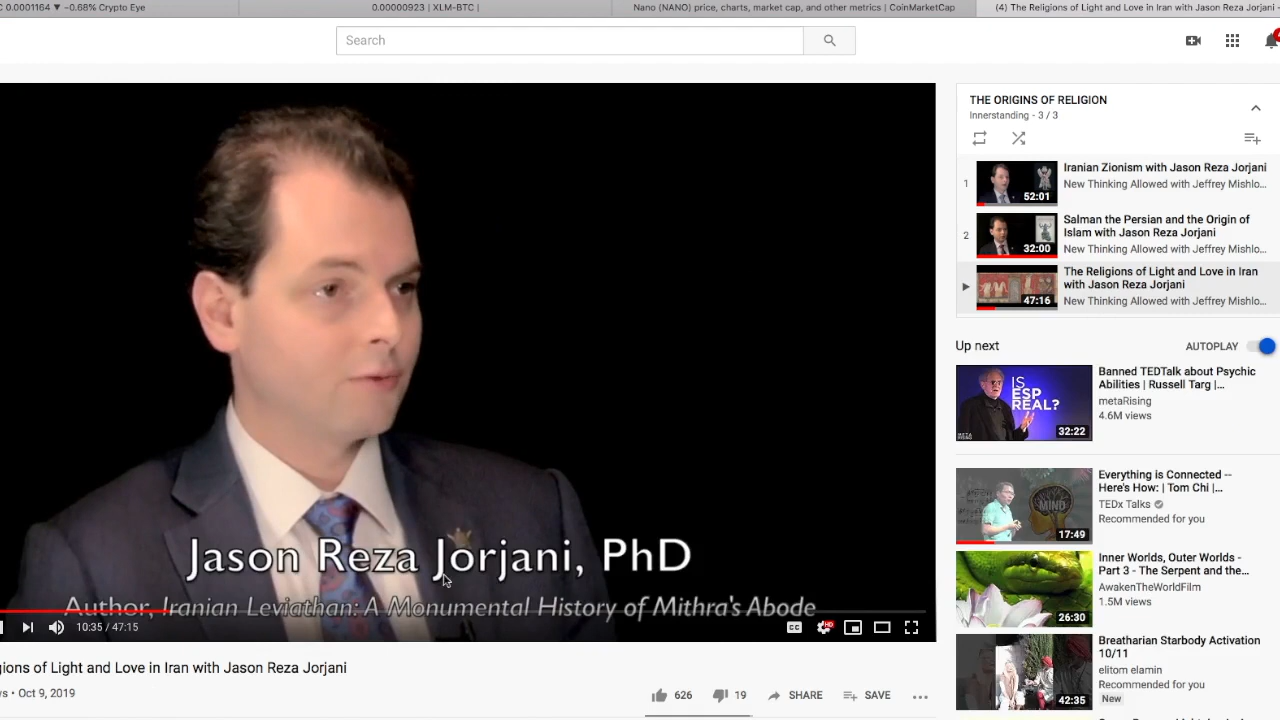 C 0.0001164 ▼ −0.68% Crypto Eye
0.00000923 | XLM-BTC |
Nano (NANO) price, charts, market cap, and other metrics | CoinMarketCap
(4) The Religions of Light and Love in Iran with Jason Reza Jorjani -
Search
Jason Reza Jorjani, PhD
Author, Iranian Leviathan: A Monumental History of Mithra's Abode
10:35 / 47:15
CC
HD
gions of Light and Love in Iran with Jason Reza Jorjani
ws • Oct 9, 2019
626
19
SHARE
SAVE
THE ORIGINS OF RELIGION
Innerstanding - 3 / 3
1
52:01
Iranian Zionism with Jason Reza Jorjani
New Thinking Allowed with Jeffrey Mishlo...
2
32:00
Salman the Persian and the Origin of
Islam with Jason Reza Jorjani
New Thinking Allowed with Jeffrey Mishlo...
47:16
The Religions of Light and Love in Iran
with Jason Reza Jorjani
New Thinking Allowed with Jeffrey Mishlo...
Up next
AUTOPLAY
IS
ESP
REAL?
32:22
Banned TEDTalk about Psychic
Abilities | Russell Targ |...
metaRising
4.6M views
MIND
17:49
Everything is Connected --
Here's How: | Tom Chi |...
TEDx Talks
Recommended for you
26:30
Inner Worlds, Outer Worlds -
Part 3 - The Serpent and the...
AwakenTheWorldFilm
1.5M views
42:35
Breatharian Starbody Activation
10/11
elitom elamin
Recommended for you
New